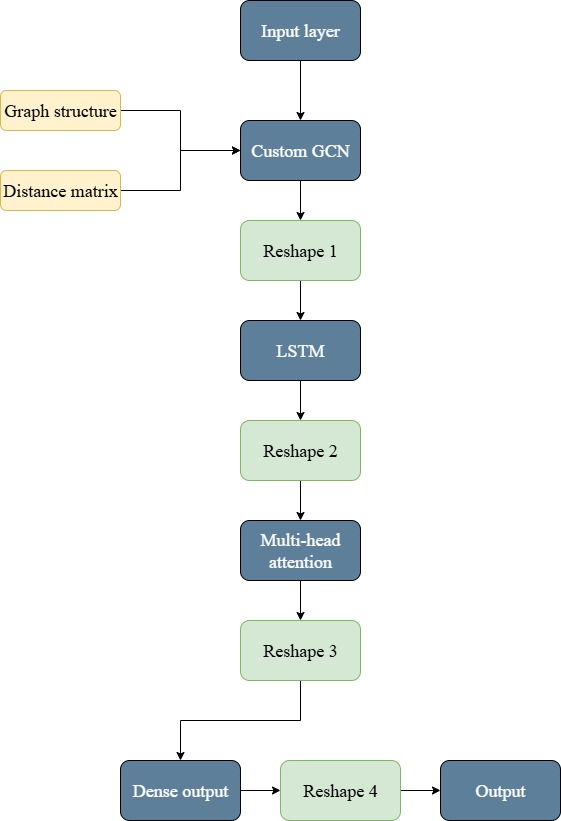 Input layer
Graph structure
Custom GCN
Distance matrix
Reshape 1
LSTM
Reshape 2
Multi-head
attention
Reshape 3
Dense output
Reshape 4
Output